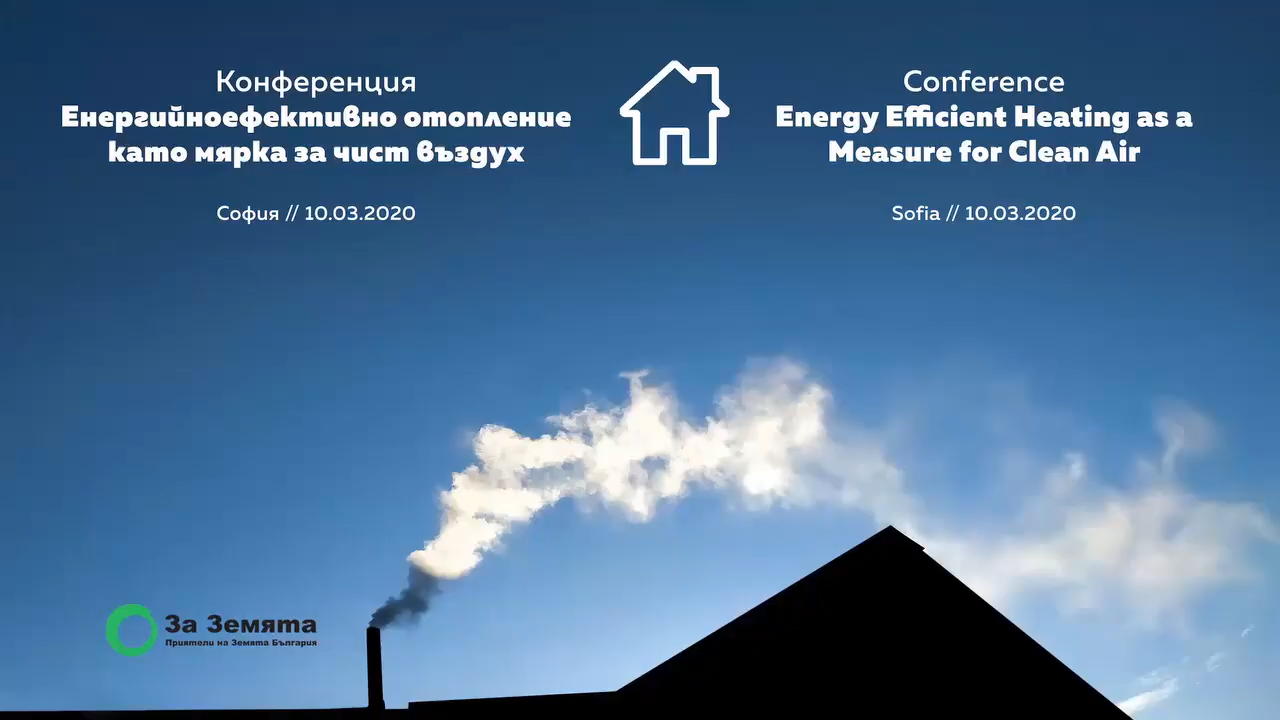 Конференция
Енергийноефективно отопление
като мярка за чист въздух
София // 10.03.2020
Conference
Energy Efficient Heating as a
Measure for Clean Air
Sofia // 10.03.2020
За Земята
Приятели на Земята България